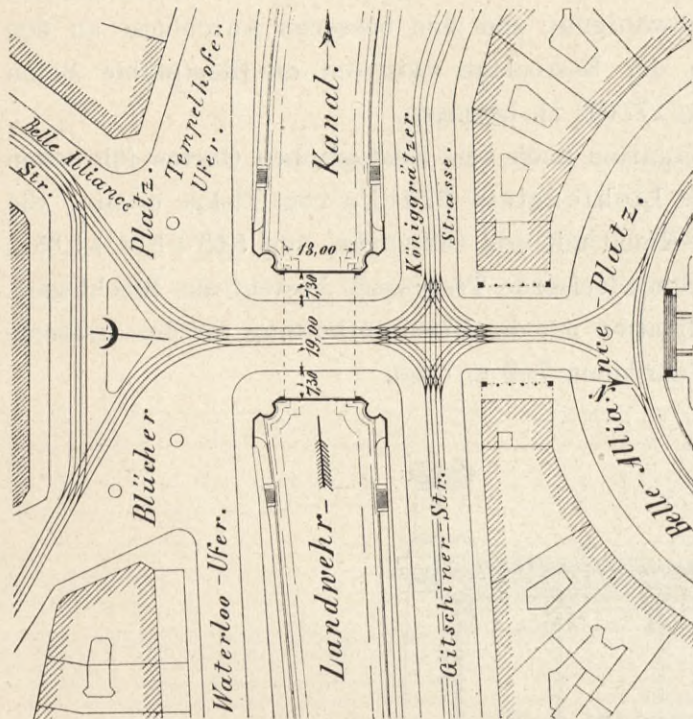 Belle Alliance
Str.
Platz.
Tempelhofer
Ufer.
Kanal.
Königgrätzer
Strasse.
18,00
7,30
19,00
7,30
Belle-Alliance-Platz.
Blücher
Waterloo-Ufer.
Landwehr-
Gitschiner-Str.